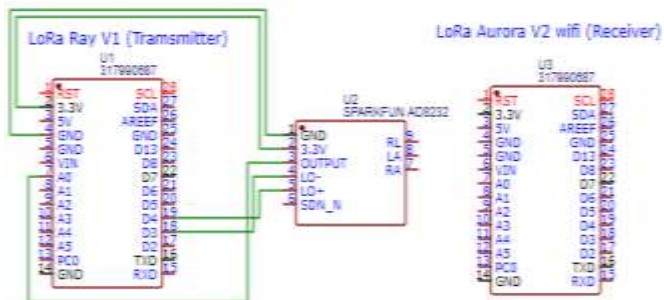 LoRa Ray V1 (Tramsmitter)
U1
317990687
RST SCL
3.3V SDA
5V AREEF
GND GND
GND D13
VIN D8
A0 D7
A1 D6
A2 D5
A3 D4
A4 D3
A5 D2
PC0 TXD
GND RXD
U2
SPARKFUN AD8232
GND
3.3V RL
OUTPUT LA
LO- RA
LO+
SDN_N
LoRa Aurora V2 wifi (Receiver)
U3
317990687
RST SCL
3.3V SDA
5V AREEF
GND GND
GND D13
VIN D8
A0 D7
A1 D6
A2 D5
A3 D4
A4 D3
A5 D2
PC0 TXD
GND RXD